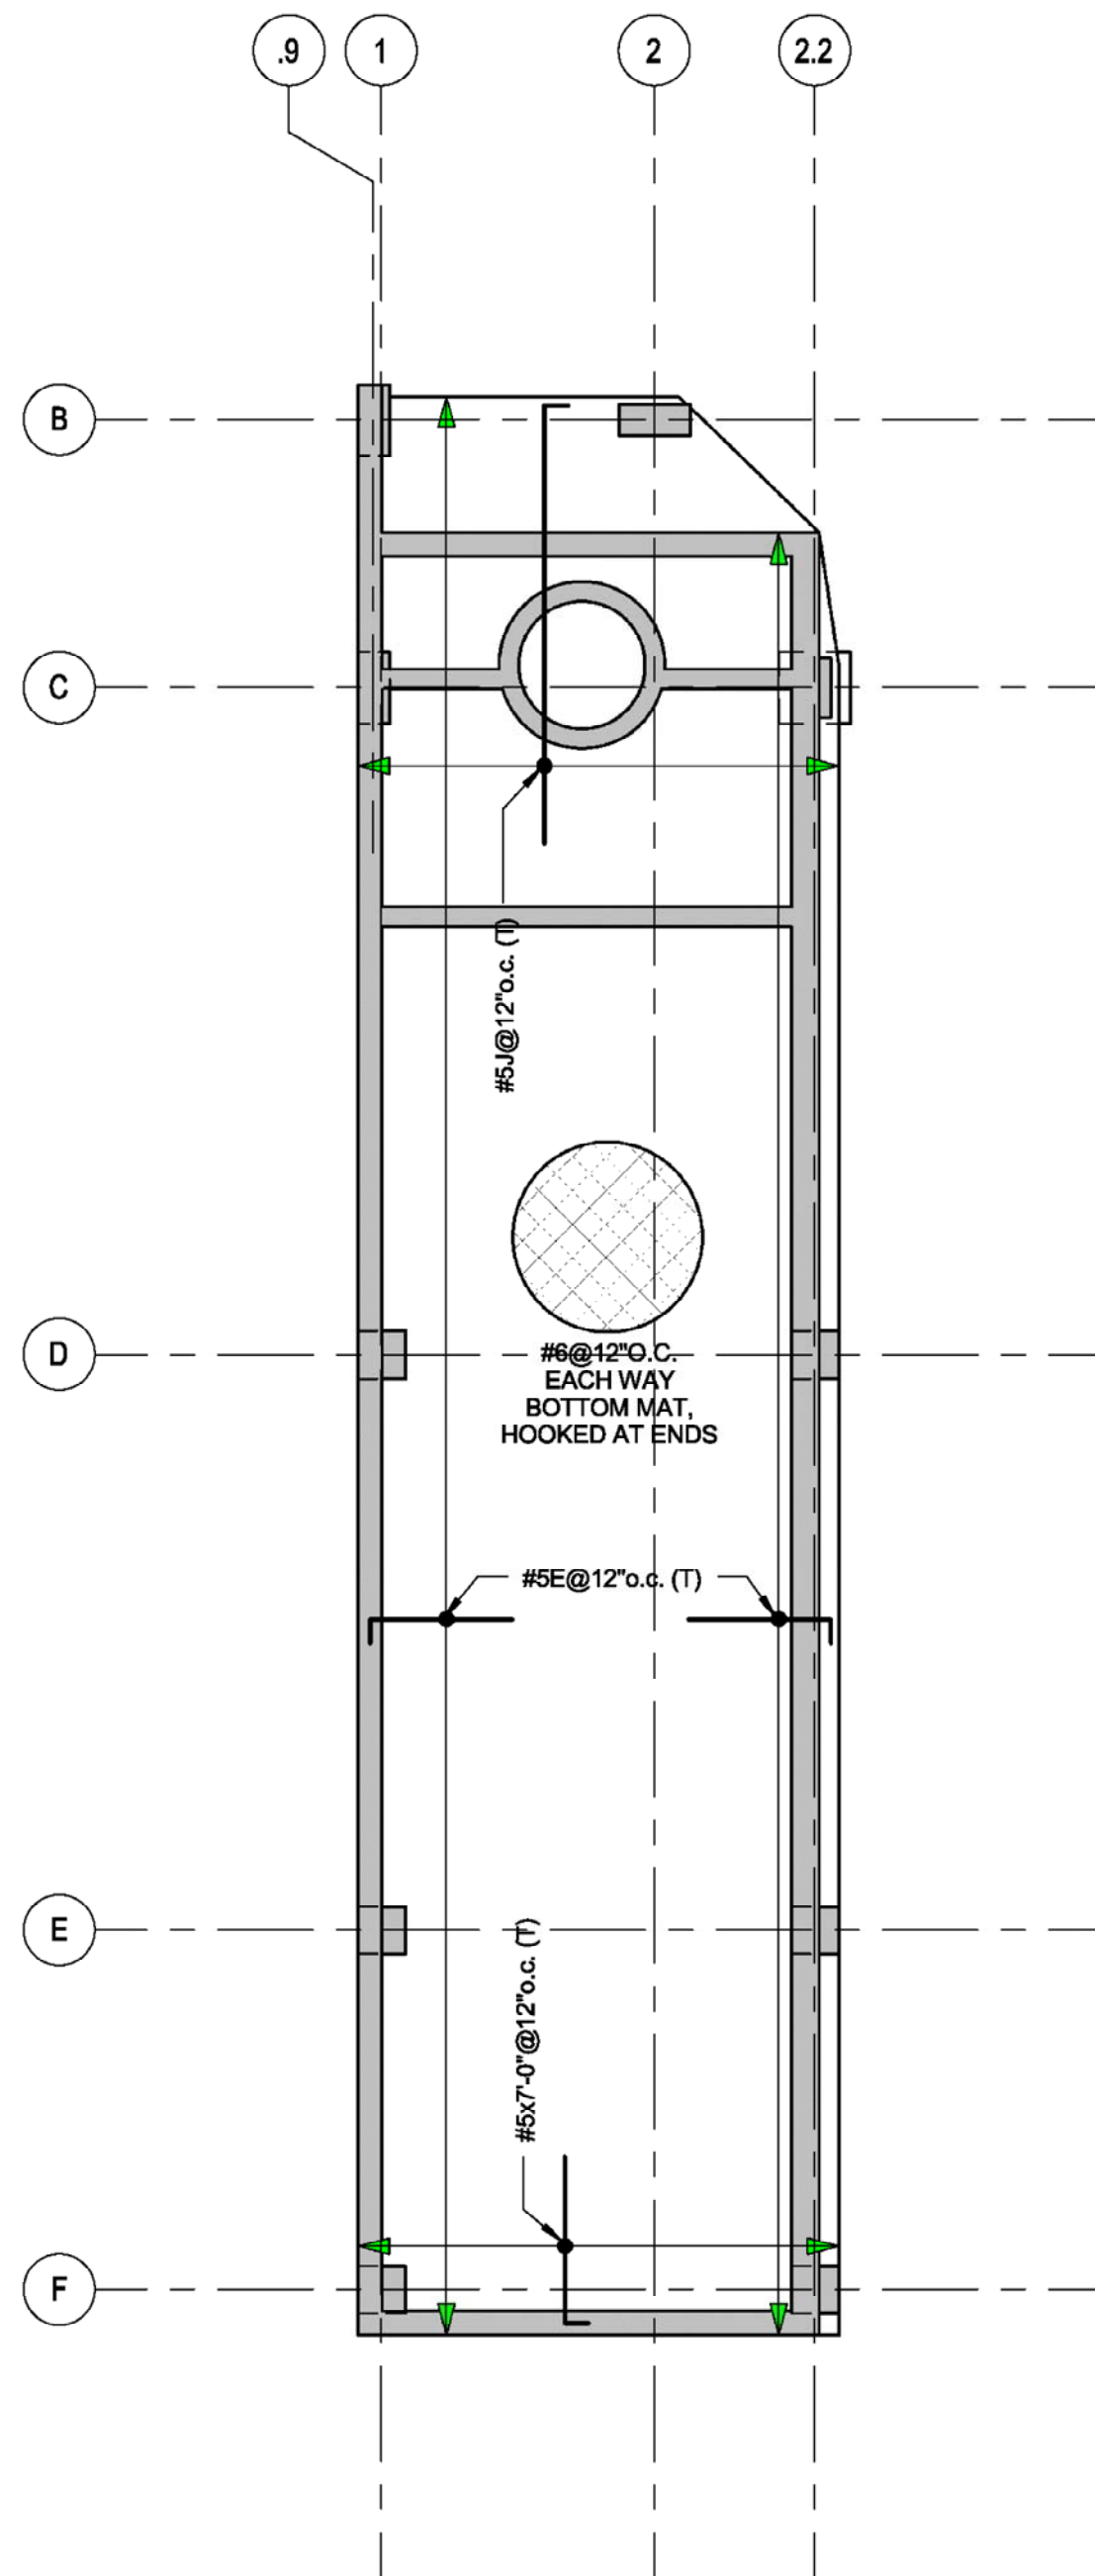 .9
1
2
2.2
B
C
#5J@12"o.c. (T)
D
#6@12"O.C.
EACH WAY
BOTTOM MAT,
HOOKED AT ENDS
#5E@12"o.c. (T)
E
#5x7'-0"@12"o.c. (T)
F